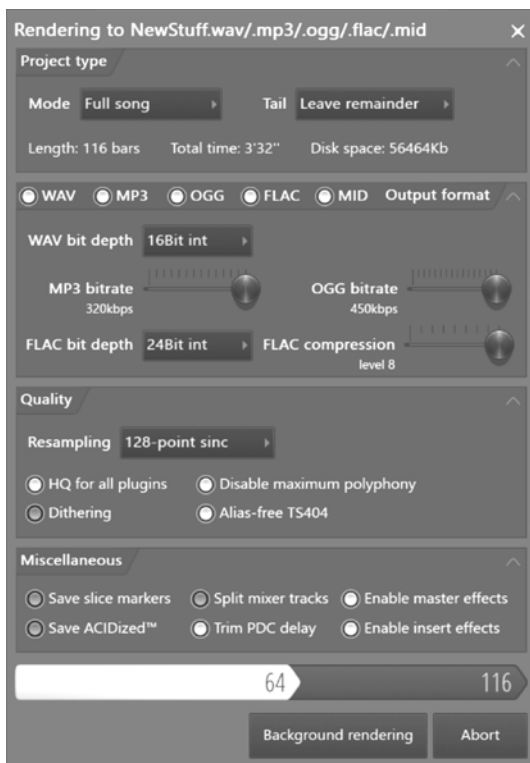 Rendering to NewStuff.wav/.mp3/.ogg/.flac/.mid
Project type
Mode Full song Tail Leave remainder
Length: 116 bars Total time: 3'32'' Disk space: 56464Kb
WAV MP3 OGG FLAC MID Output format
WAV bit depth 16Bit int
MP3 bitrate OGG bitrate
320kbps 450kbps
FLAC bit depth 24Bit int FLAC compression
level 8
Quality
Resampling 128-point sinc
HQ for all plugins Disable maximum polyphony
Dithering Alias-free TS404
Miscellaneous
Save slice markers Split mixer tracks Enable master effects
Save ACIDized™ Trim PDC delay Enable insert effects
64 116
Background rendering Abort